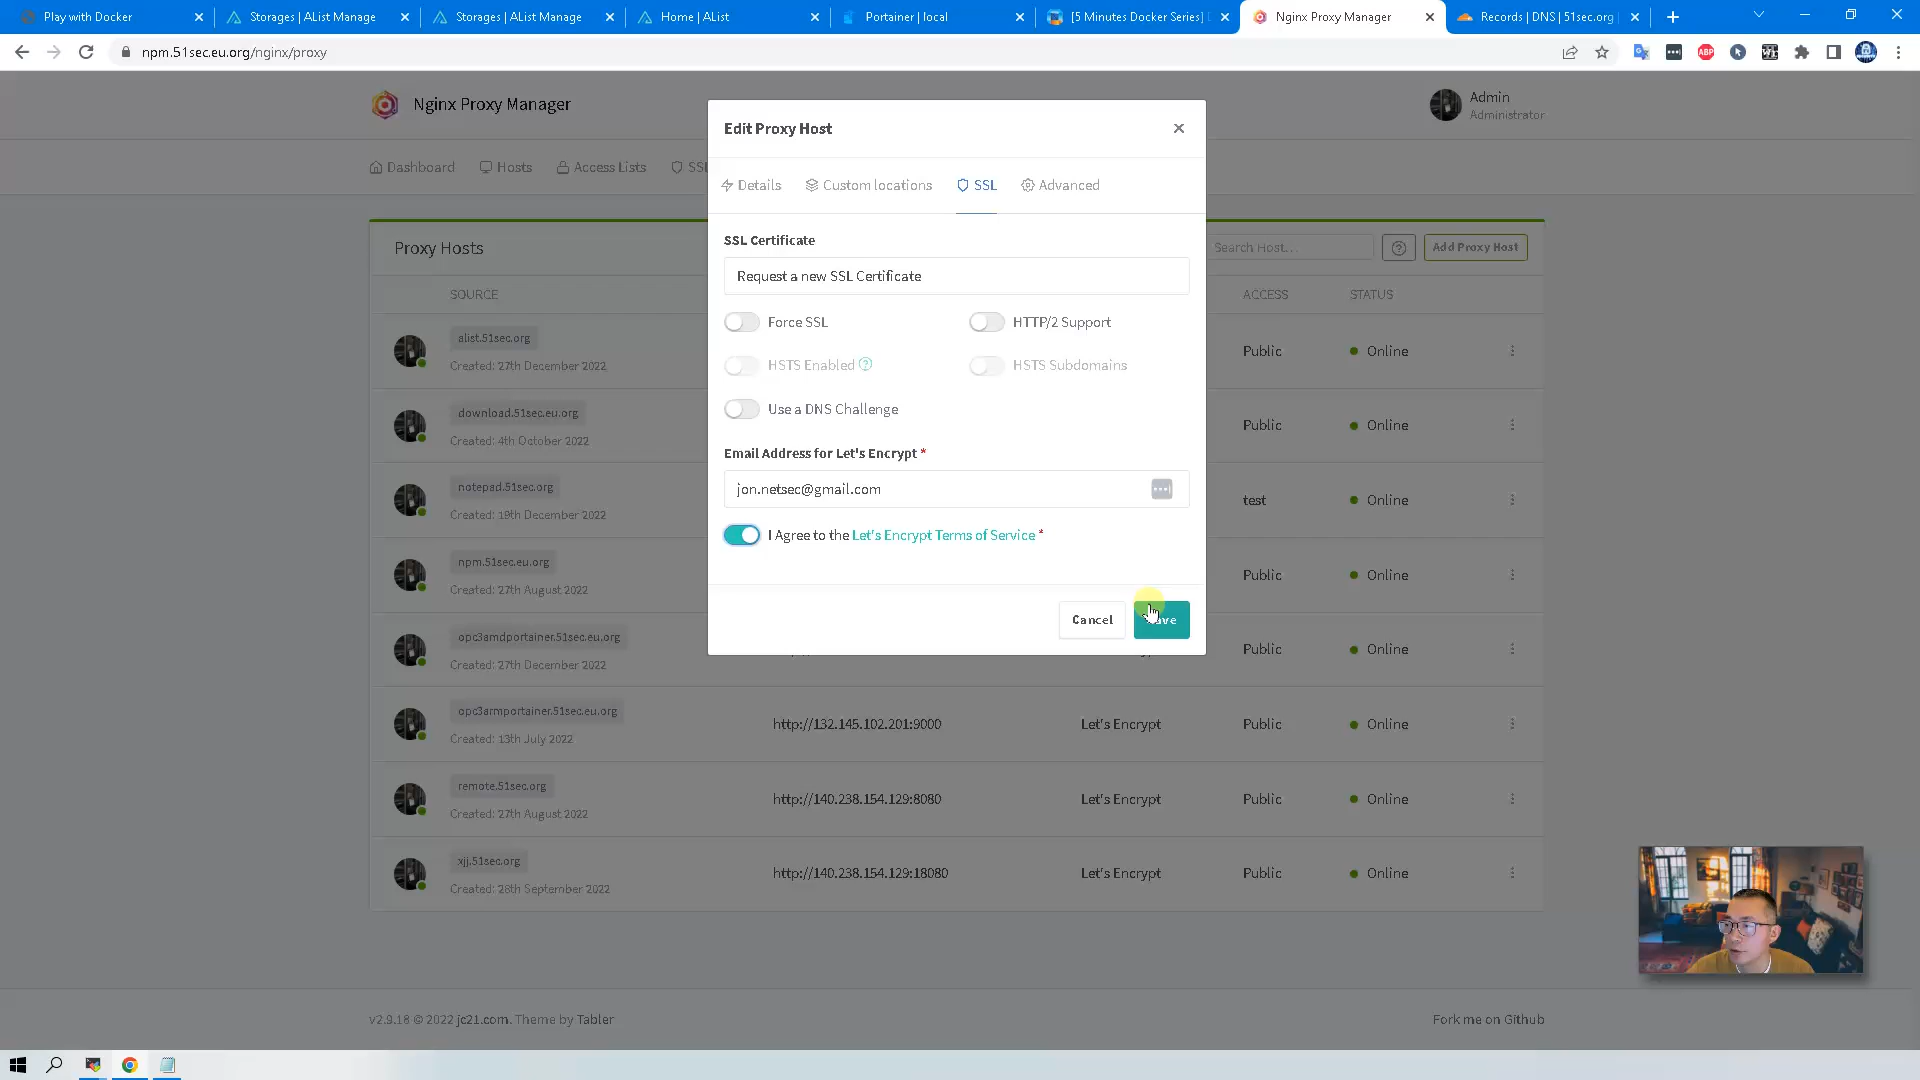 Play with Docker
Storages | AList Manage
Storages | AList Manage
Home | AList
Portainer | local
[5 Minutes Docker Series]
Nginx Proxy Manager
Records | DNS | 51sec.org
npm.51sec.eu.org/nginx/proxy
ABP
Nginx Proxy Manager
Admin
Administrator
Dashboard
Hosts
Access Lists
SSL
Edit Proxy Host
Details
Custom locations
SSL
Advanced
SSL Certificate
Request a new SSL Certificate
Force SSL
HTTP/2 Support
HSTS Enabled
HSTS Subdomains
Use a DNS Challenge
Email Address for Let's Encrypt *
jon.netsec@gmail.com
I Agree to the Let's Encrypt Terms of Service *
Cancel
Proxy Hosts
Search Host...
Add Proxy Host
SOURCE
ACCESS
STATUS
alist.51sec.org
Created: 27th December 2022
Public
Online
download.51sec.eu.org
Created: 4th October 2022
Public
Online
notepad.51sec.org
Created: 19th December 2022
test
Online
npm.51sec.eu.org
Created: 27th August 2022
Public
Online
opc3amdportainer.51sec.eu.org
Created: 27th December 2022
Public
Online
opc3armportainer.51sec.eu.org
Created: 13th July 2022
http://132.145.102.201:9000
Let's Encrypt
Public
Online
remote.51sec.org
Created: 27th August 2022
http://140.238.154.129:8080
Let's Encrypt
Public
Online
xjj.51sec.org
Created: 28th September 2022
http://140.238.154.129:18080
Let's Encrypt
Public
Online
v2.9.18 © 2022 jc21.com. Theme by Tabler
Fork me on Github